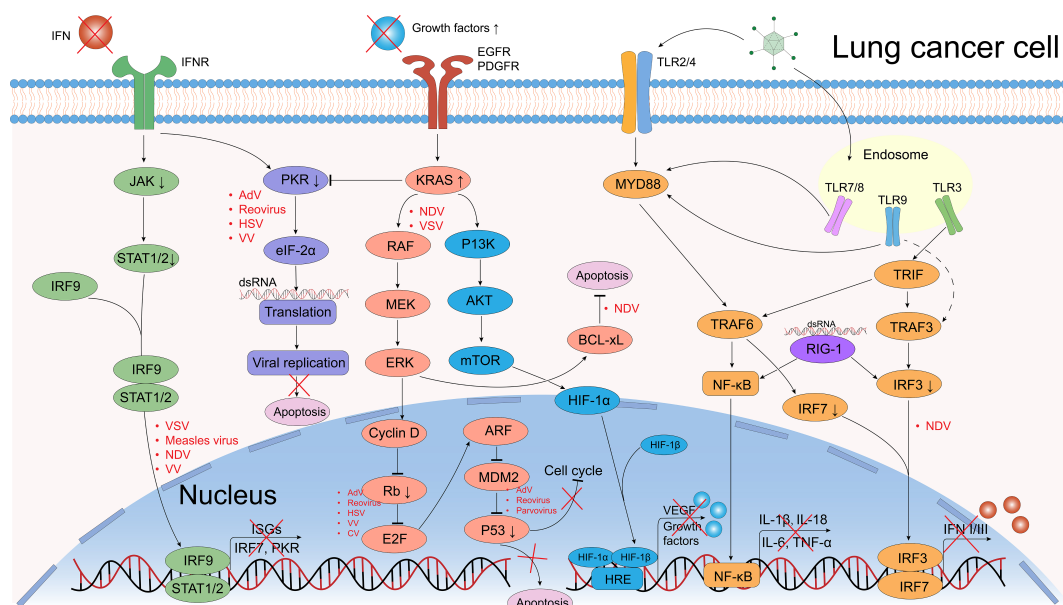 IFN
IFNR
Growth factors ↑
EGFR
PDGFR
TLR2/4
Lung cancer cell
Endosome
TLR7/8
TLR9
TLR3
JAK ↓
PKR ↓
• AdV
• Reovirus
• HSV
• VV
KRAS ↑
• NDV
• VSV
MYD88
STAT1/2↓
eIF-2α
RAF
P13K
IRF9
dsRNA
Translation
MEK
AKT
Apoptosis
• NDV
BCL-xL
TRIF
TRAF6
TRAF3
dsRNA
RIG-1
IRF9
STAT1/2
Viral replication
ERK
mTOR
NF-κB
IRF3 ↓
IRF7 ↓
Apoptosis
HIF-1α
• VSV
• Measles virus
• NDV
• VV
Cyclin D
ARF
HIF-1β
• NDV
Nucleus
• AdV
• Reovirus
• HSV
• VV
• CV
Rb ↓
E2F
MDM2
• AdV
• Reovirus
• Parvovirus
P53 ↓
Cell cycle
Apoptosis
ISGs
IRF7, PKR
IRF9
STAT1/2
VEGF
Growth
factors
HIF-1α
HIF-1β
HRE
IL-1β, IL-18
IL-6, TNF-α
NF-κB
IFN I/III
IRF3
IRF7